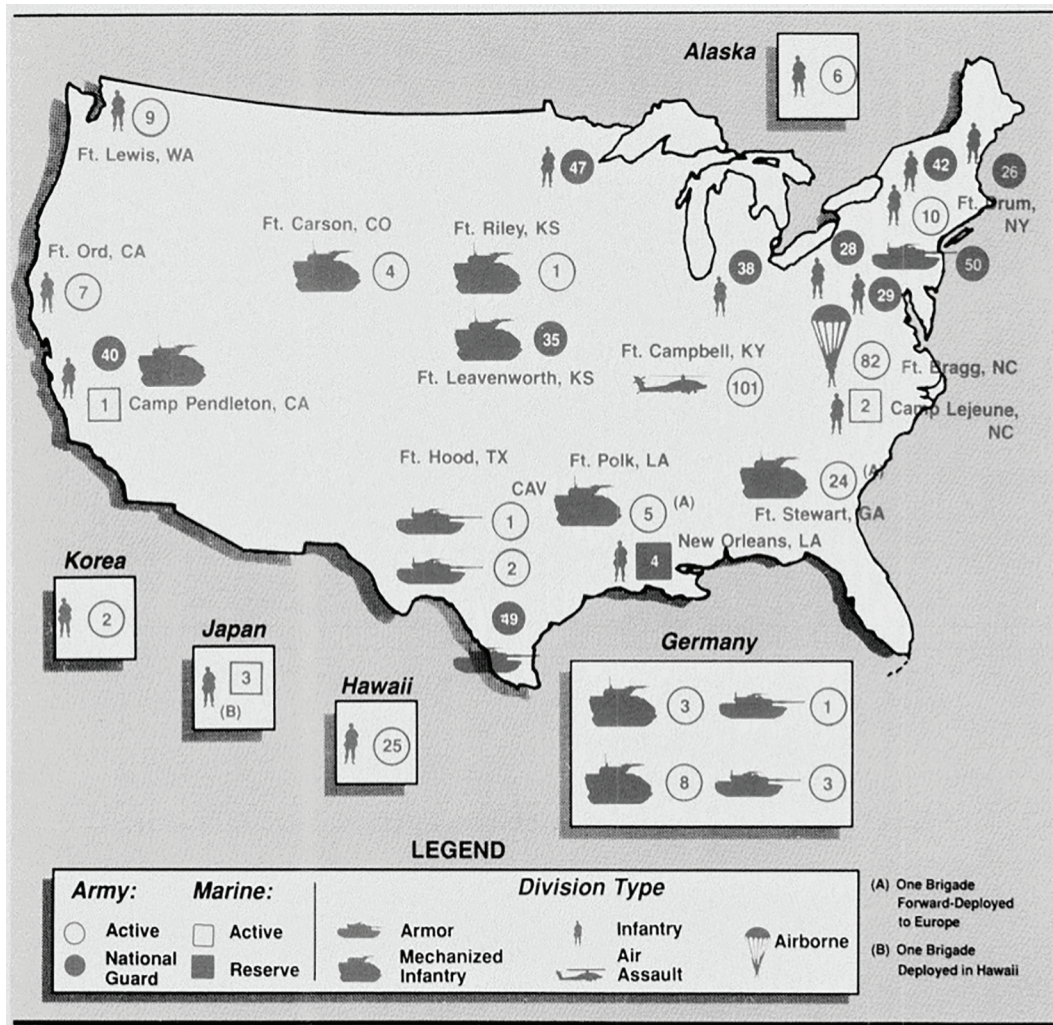 Alaska
6
9
Ft. Lewis, WA
47
42
26
10
Ft. Drum,
NY
Ft. Carson, CO
4
Ft. Riley, KS
1
Ft. Ord, CA
7
38
28
50
29
40
1
Camp Pendleton, CA
35
Ft. Leavenworth, KS
Ft. Campbell, KY
101
82
Ft. Bragg, NC
2
Camp Lejeune,
NC
Ft. Hood, TX
CAV
1
2
49
Ft. Polk, LA
5
(A)
New Orleans, LA
4
24
(A)
Ft. Stewart, GA
Korea
2
Japan
3
(B)
Hawaii
25
Germany
3
1
8
3
LEGEND
Army:
Active
National
Guard
Marine:
Active
Reserve
Division Type
Armor
Mechanized
Infantry
Infantry
Air
Assault
Airborne
(A) One Brigade
Forward-Deployed
to Europe
(B) One Brigade
Deployed in Hawaii